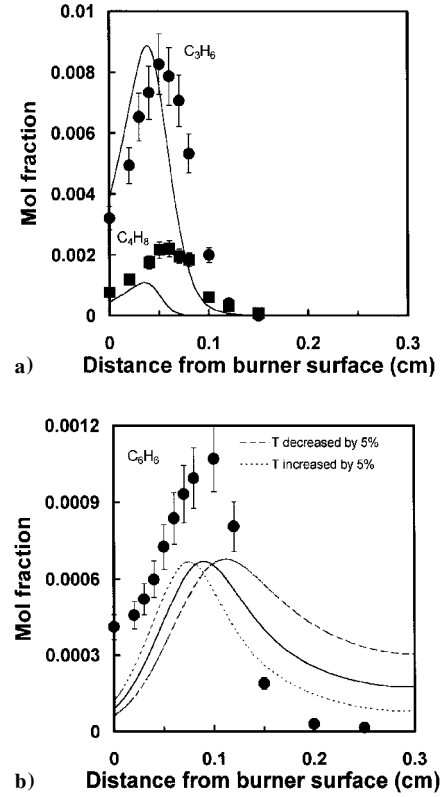 0.01
0.008
0.006
0.004
0.002
0
Mol fraction
C3H6
C4H8
0 0.1 0.2 0.3
a) Distance from burner surface (cm)
0.0012
0.0009
0.0006
0.0003
0
Mol fraction
C6H6
T decreased by 5%
T increased by 5%
0 0.1 0.2 0.3
b) Distance from burner surface (cm)